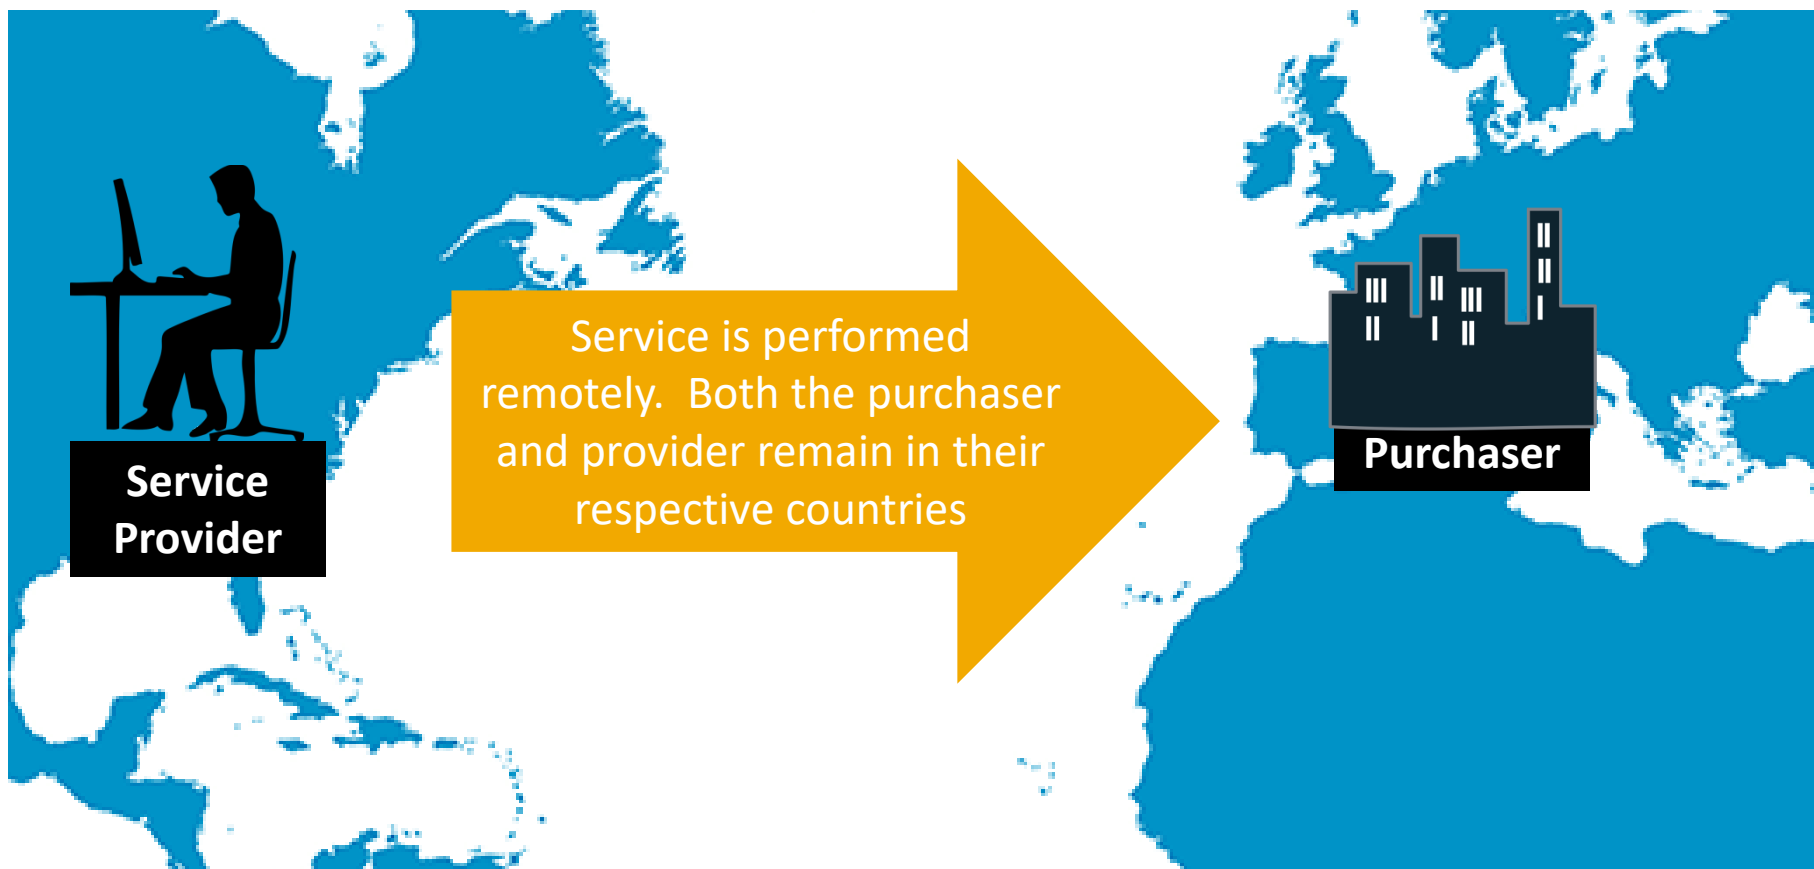 Service is performed
remotely.  Both the purchaser
and provider remain in their
respective countries
Service
Provider
Purchaser